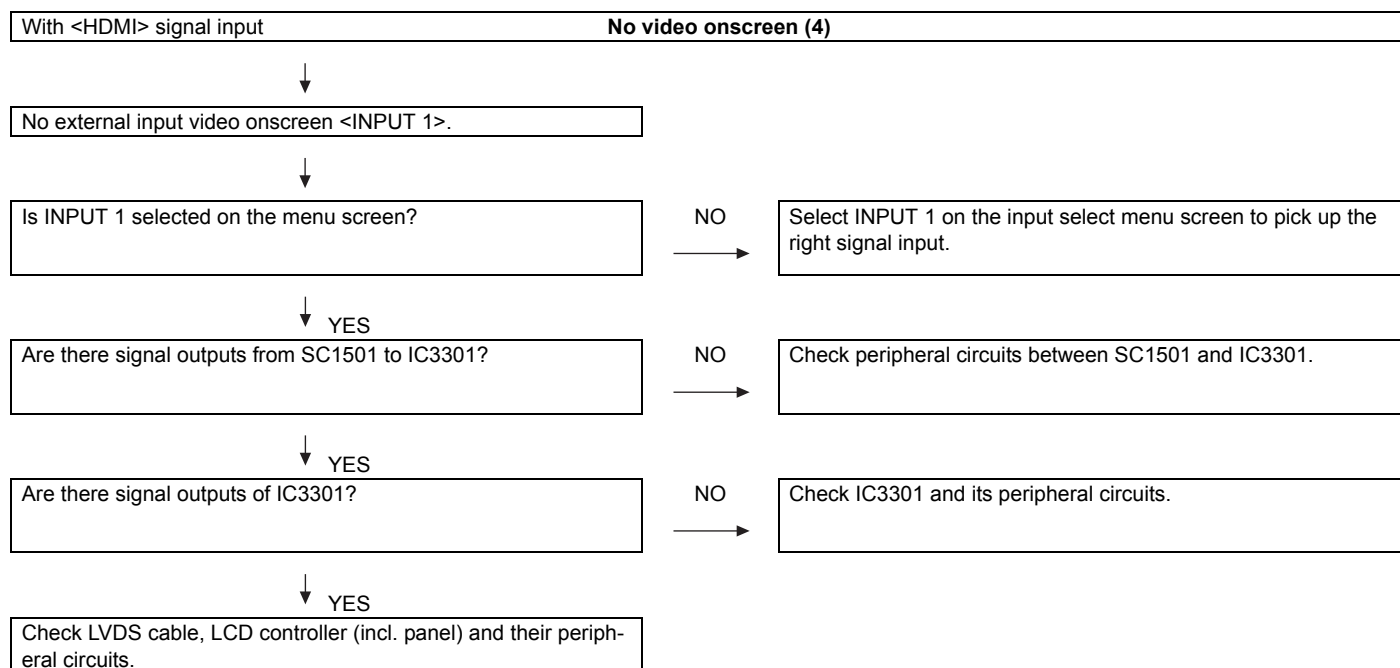 With <HDMI> signal input No video onscreen (4)
No external input video onscreen <INPUT 1>.
Is INPUT 1 selected on the menu screen?
NO
Select INPUT 1 on the input select menu screen to pick up the
right signal input.
YES
Are there signal outputs from SC1501 to IC3301?
NO
Check peripheral circuits between SC1501 and IC3301.
YES
Are there signal outputs of IC3301?
NO
Check IC3301 and its peripheral circuits.
YES
Check LVDS cable, LCD controller (incl. panel) and their periph-
eral circuits.